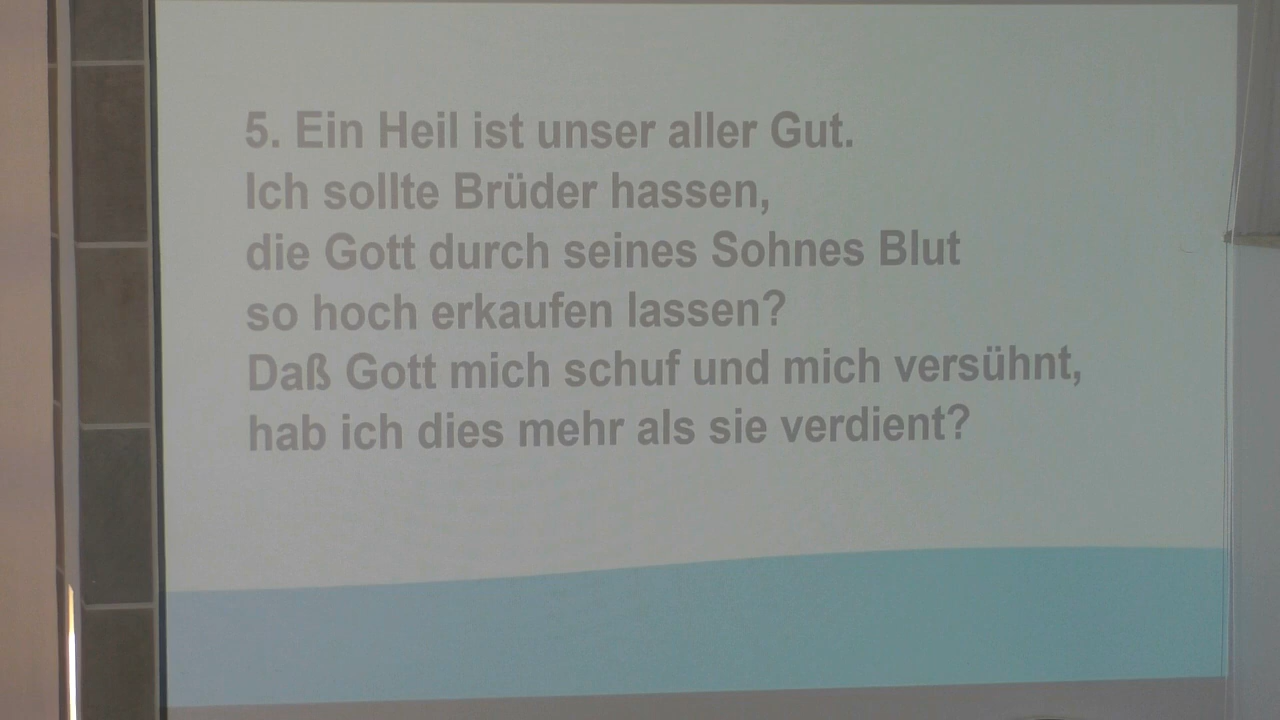 5. Ein Heil ist unser aller Gut.
Ich sollte Brüder hassen,
die Gott durch seines Sohnes Blut
so hoch erkaufen lassen?
Daß Gott mich schuf und mich versühnt,
hab ich dies mehr als sie verdient?